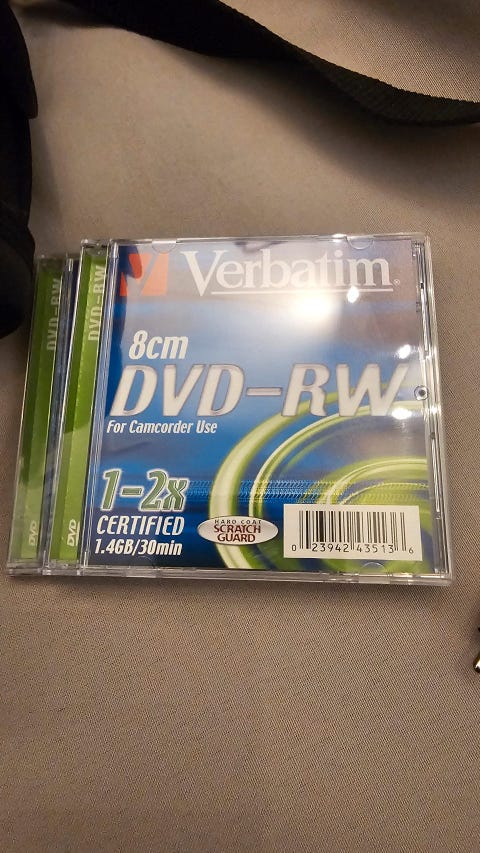 Verbatim®
8cm
DVD-RW
For Camcorder Use
1-2x
CERTIFIED
1.4GB/30min
HARD COAT
SCRATCH
GUARD
0 23942 43513 6
DVD-RW
DVD
DVD-RW
DVD